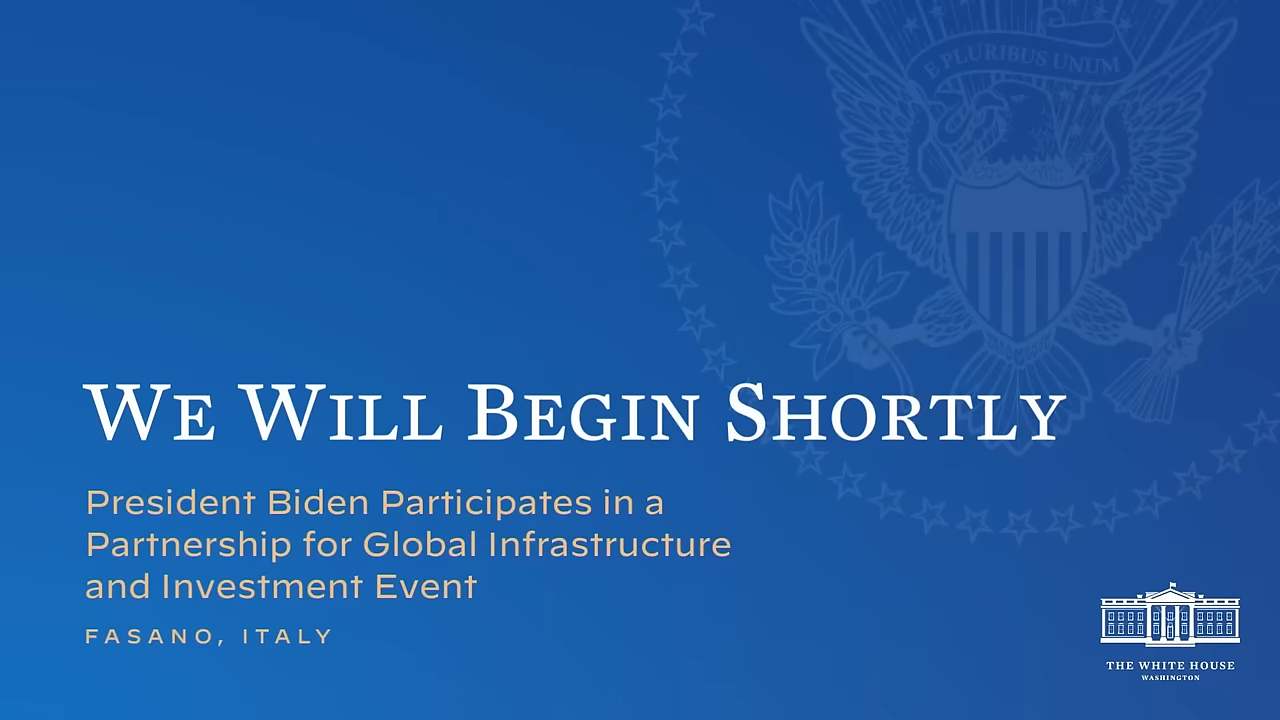 E PLURIBUS UNUM
WE WILL BEGIN SHORTLY
President Biden Participates in a
Partnership for Global Infrastructure
and Investment Event
FASANO, ITALY
THE WHITE HOUSE
WASHINGTON